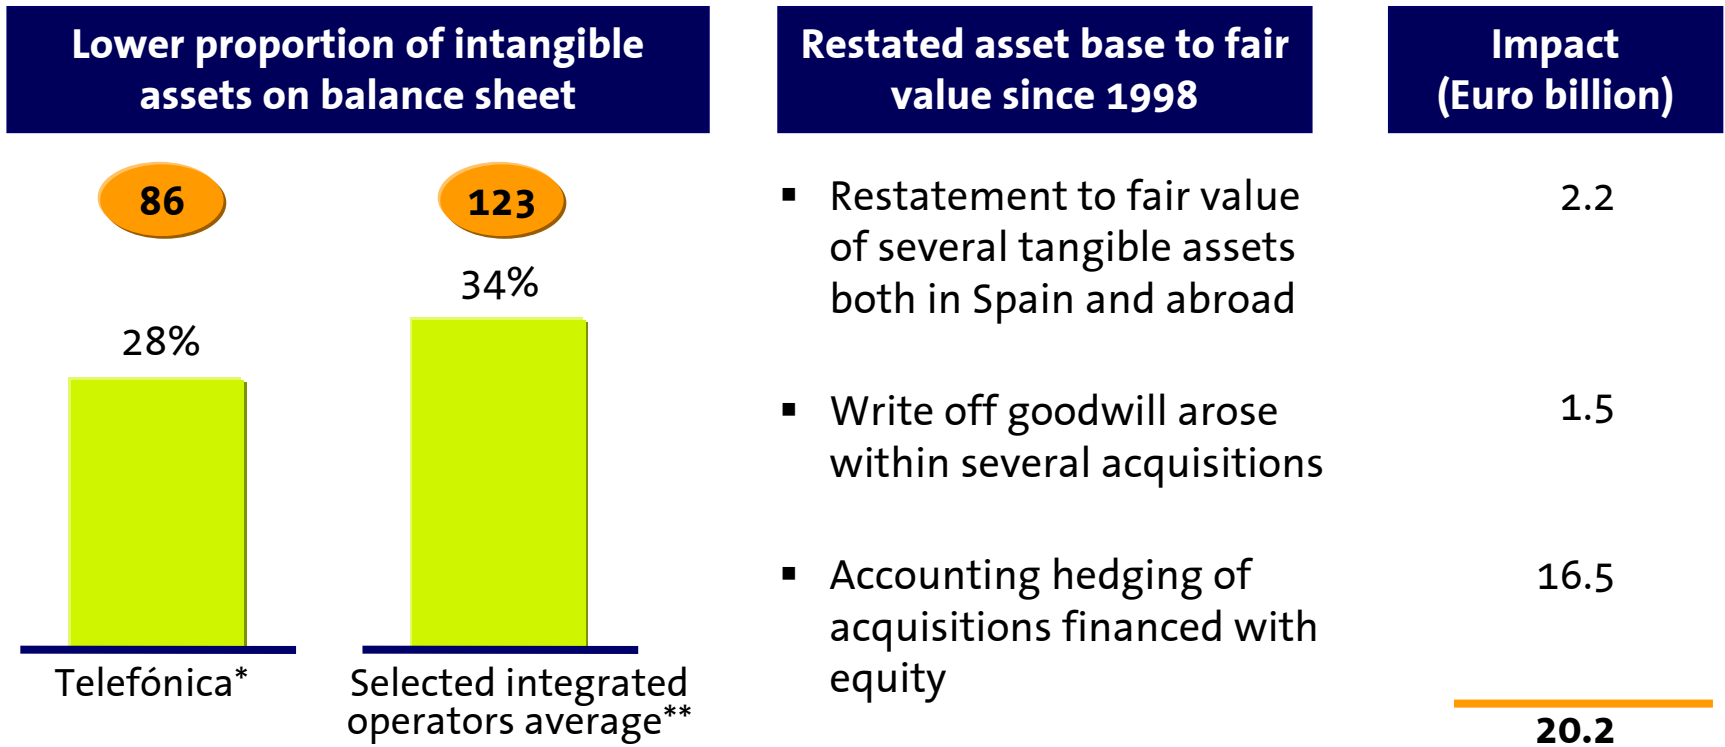 Lower proportion of intangible
assets on balance sheet
86
123
34%
28%
Telefónica*
Selected integrated
operators average**
Restated asset base to fair
value since 1998
Impact
(Euro billion)
▪ Restatement to fair value
of several tangible assets
both in Spain and abroad
2.2
▪ Write off goodwill arose
within several acquisitions
1.5
▪ Accounting hedging of
acquisitions financed with
equity
16.5
20.2